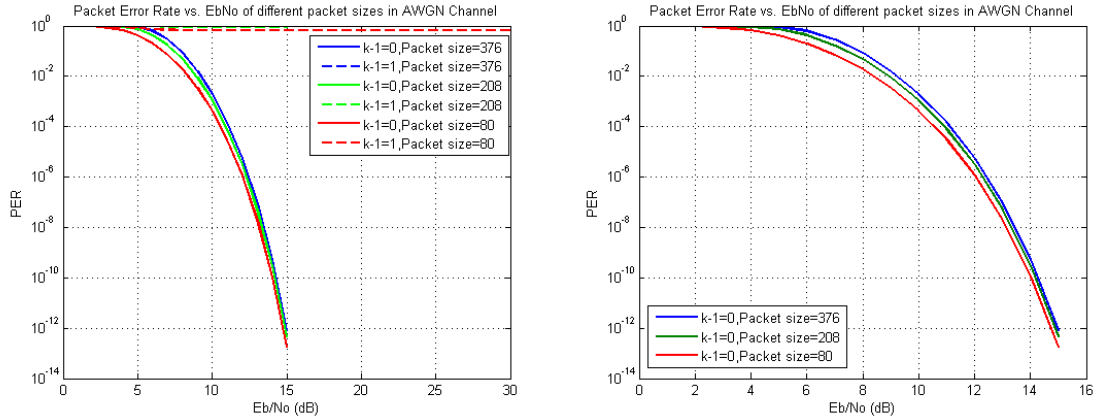 Packet Error Rate vs. EbNo of different packet sizes in AWGN Channel
10^0
10^-2
10^-4
10^-6
10^-8
10^-10
10^-12
10^-14
PER
k-1=0,Packet size=376
k-1=1,Packet size=376
k-1=0,Packet size=208
k-1=1,Packet size=208
k-1=0,Packet size=80
k-1=1,Packet size=80
0 5 10 15 20 25 30
Eb/No (dB)
Packet Error Rate vs. EbNo of different packet sizes in AWGN Channel
10^0
10^-2
10^-4
10^-6
10^-8
10^-10
10^-12
10^-14
PER
k-1=0,Packet size=376
k-1=0,Packet size=208
k-1=0,Packet size=80
0 2 4 6 8 10 12 14 16
Eb/No (dB)